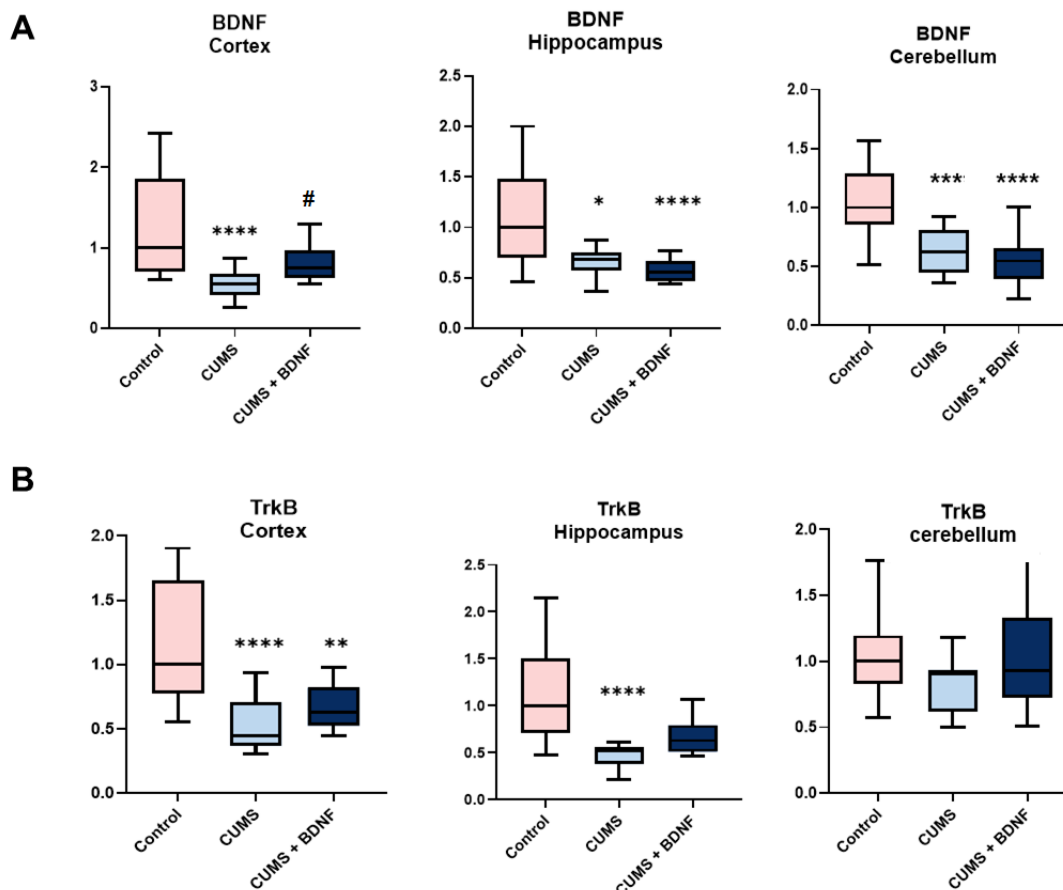 A
BDNF
Cortex
3
2
1
0
****
#
Control
CUMS
CUMS + BDNF
BDNF
Hippocampus
2.5
2.0
1.5
1.0
0.5
0.0
*
****
Control
CUMS
CUMS + BDNF
BDNF
Cerebellum
2.0
1.5
1.0
0.5
0.0
***
****
Control
CUMS
CUMS + BDNF
B
TrkB
Cortex
2.0
1.5
1.0
0.5
0.0
****
**
Control
CUMS
CUMS + BDNF
TrkB
Hippocampus
2.5
2.0
1.5
1.0
0.5
0.0
****
Control
CUMS
CUMS + BDNF
TrkB
cerebellum
2.0
1.5
1.0
0.5
0.0
Control
CUMS
CUMS + BDNF